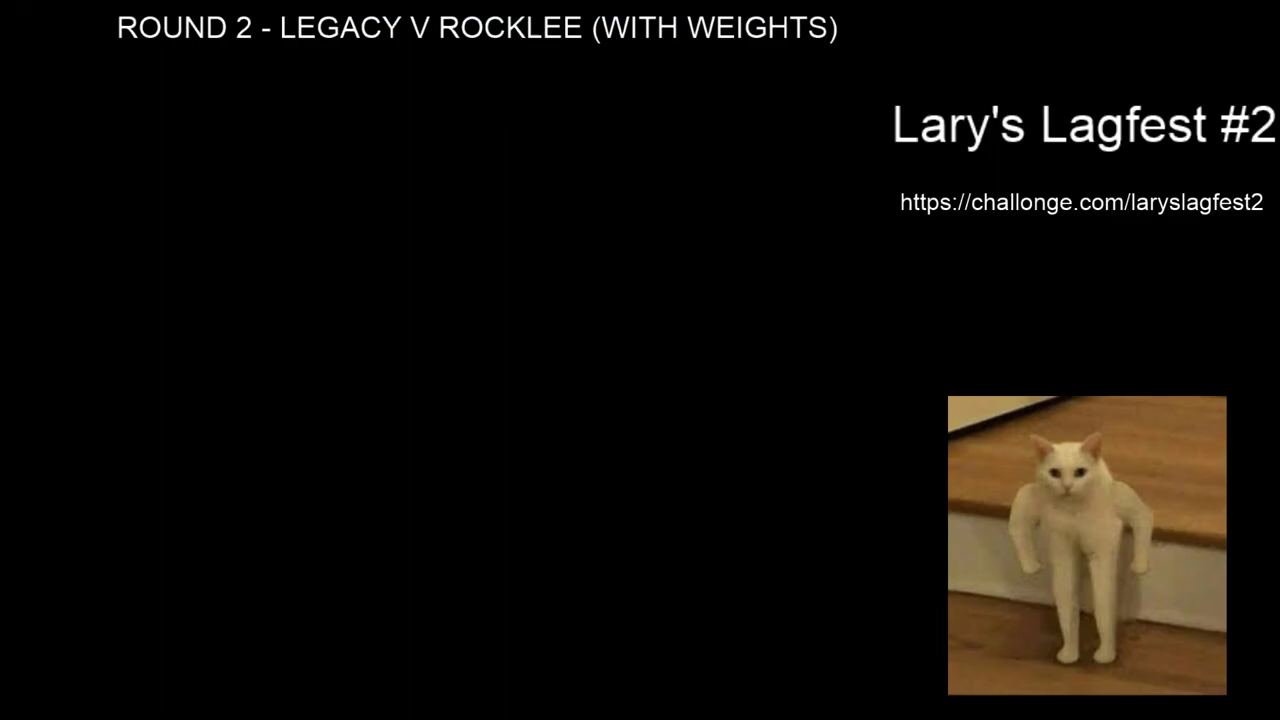 ROUND 2 - LEGACY V ROCKLEE (WITH WEIGHTS)
Lary's Lagfest #2
https://challonge.com/laryslagfest2